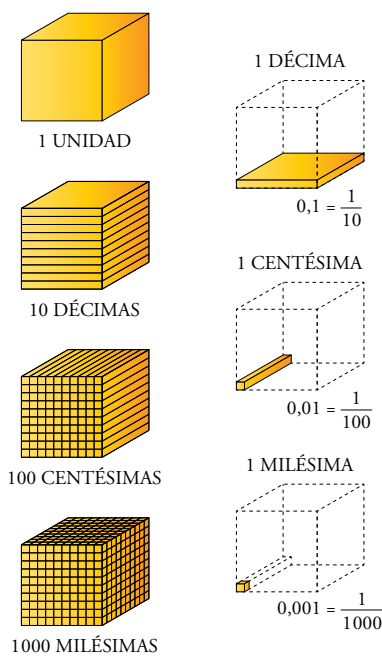 1 UNIDAD
10 DÉCIMAS
100 CENTÉSIMAS
1000 MILÉSIMAS
1 DÉCIMA
0,1 = 1/10
1 CENTÉSIMA
0,01 = 1/100
1 MILÉSIMA
0,001 = 1/1000